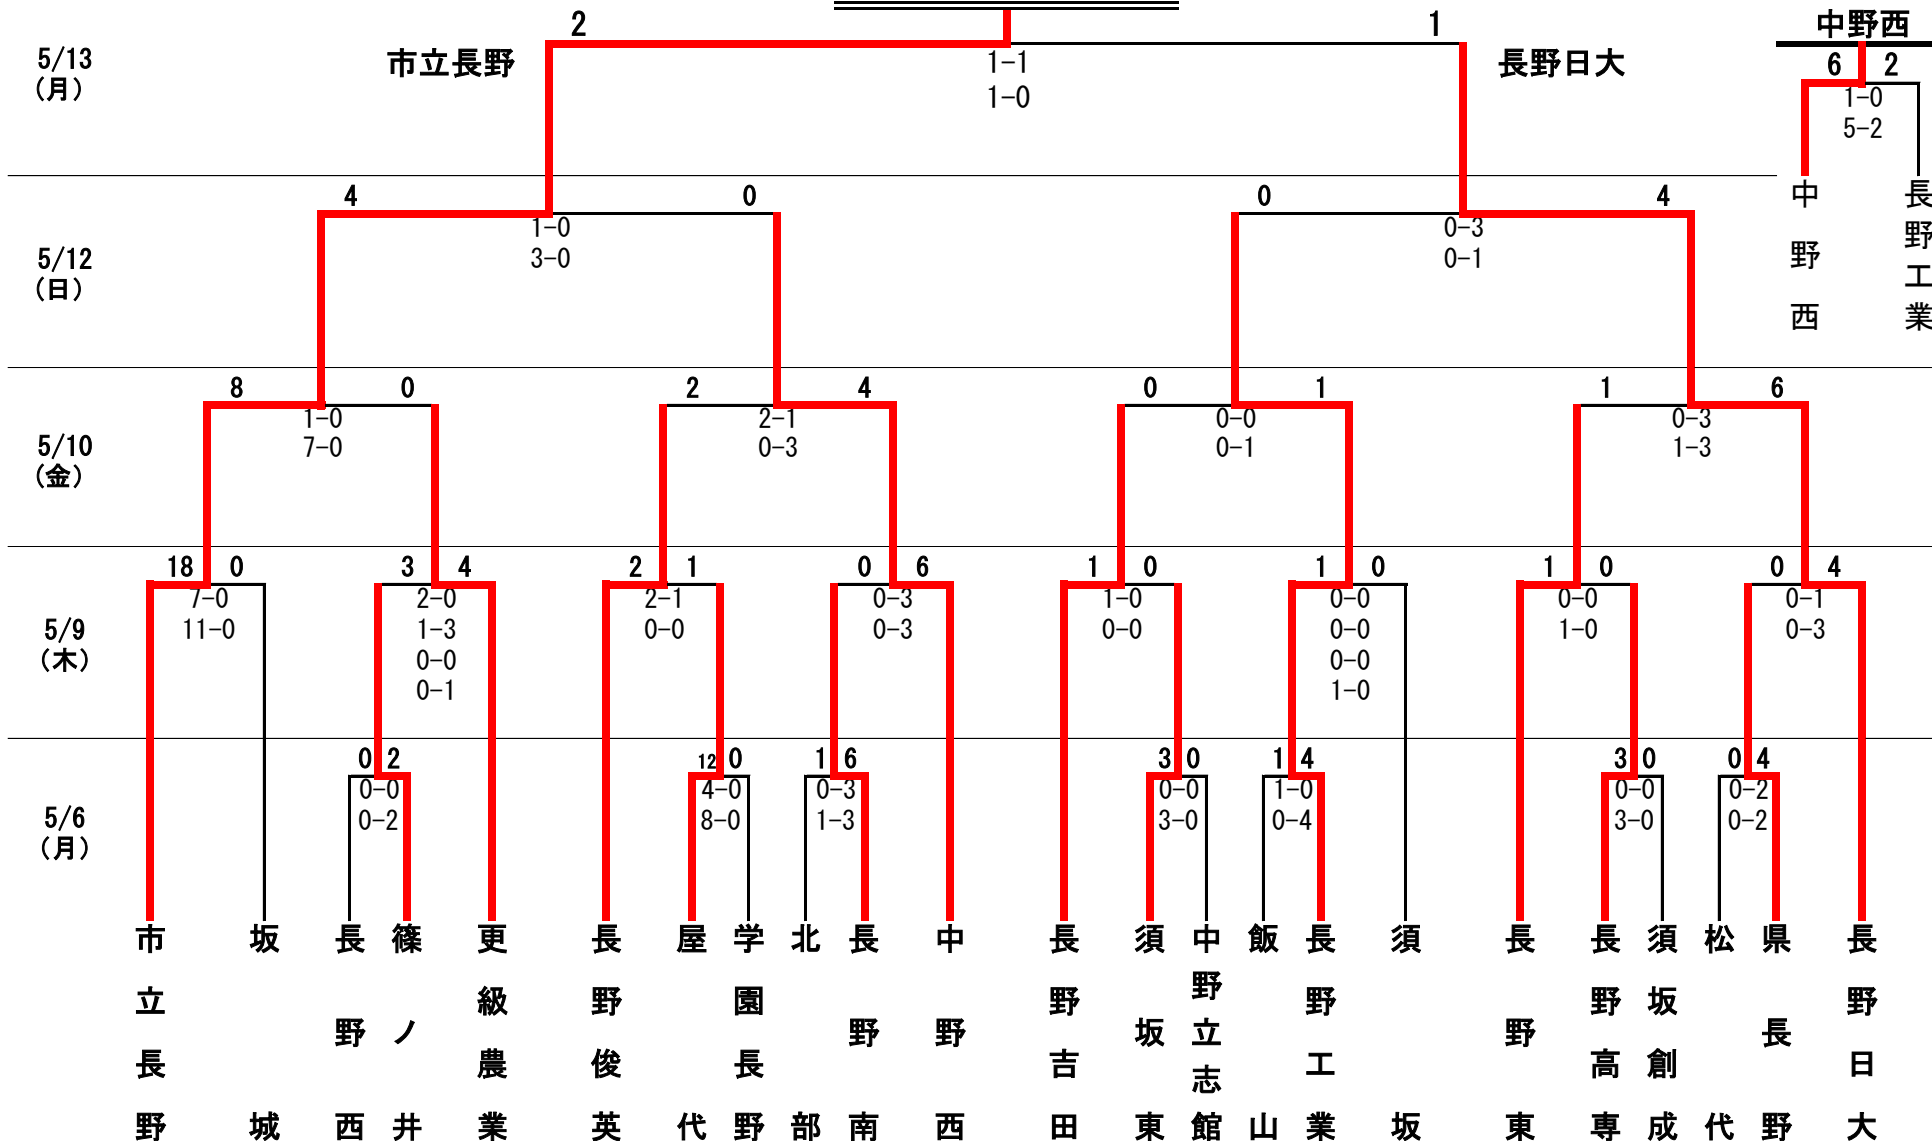 2 1 中野西
5/13
(月)
市立長野 1-1 長野日大 6 2
1-0 1-0
5-2
中野西 長野工業
4 0 0 4
5/12
(日)
1-0 0-3
3-0 0-1
8 0 2 4 0 1 1 6
5/10
(金)
1-0 2-1 0-0 0-3
7-0 0-3 0-1 1-3
18 0 3 4 2 1 0 6 1 0 1 0 1 0 0 4
5/9
(木)
7-0 2-0 2-1 0-3 1-0 0-0 0-0 0-1
11-0 1-3 0-0 0-3 0-0 0-0 1-0 0-3
0-0 0-0
0-1 1-0
0 2 12 0 1 6 3 0 1 4 3 0 0 4
5/6
(月)
0-0 4-0 0-3 0-0 1-0 0-0 0-2
0-2 8-0 1-3 3-0 0-4 3-0 0-2
市立長野
坂城
長野西
篠ノ井
更級農業
長野俊英
屋代
学園長野
北部
長野南
中野西
長野吉田
須坂東
中野立志館
飯山
長野工業
須坂
長野東
長野高専
須坂創成
松代
県長野
長野日大